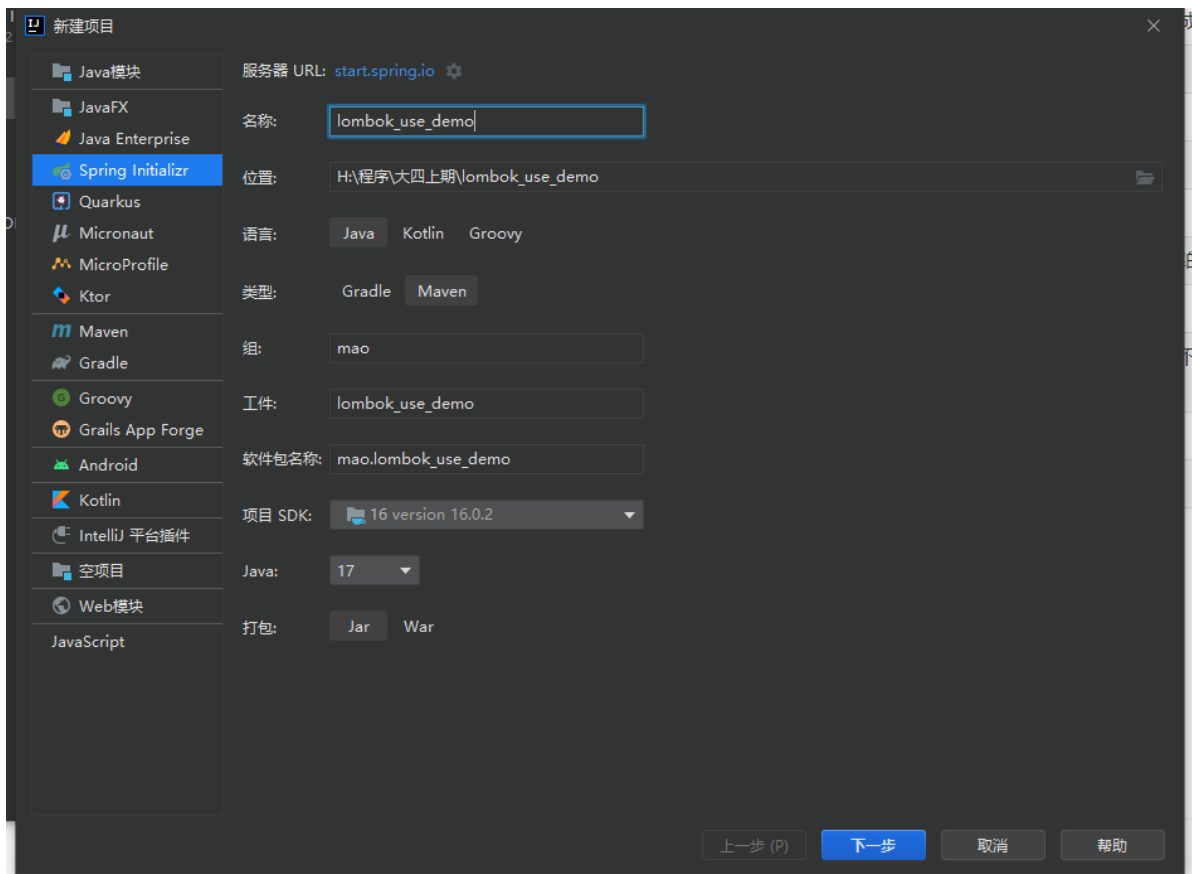 新建项目
Java模块
JavaFX
Java Enterprise
Spring Initializr
Quarkus
Micronaut
MicroProfile
Ktor
Maven
Gradle
Groovy
Grails App Forge
Android
Kotlin
IntelliJ 平台插件
空项目
Web模块
JavaScript
服务器 URL: start.spring.io
名称: lombok_use_demo
位置: H:\程序\大四上期\lombok_use_demo
语言: Java Kotlin Groovy
类型: Gradle Maven
组: mao
工件: lombok_use_demo
软件包名称: mao.lombok_use_demo
项目 SDK: 16 version 16.0.2
Java: 17
打包: Jar War
上一步 (P) 下一步 取消 帮助